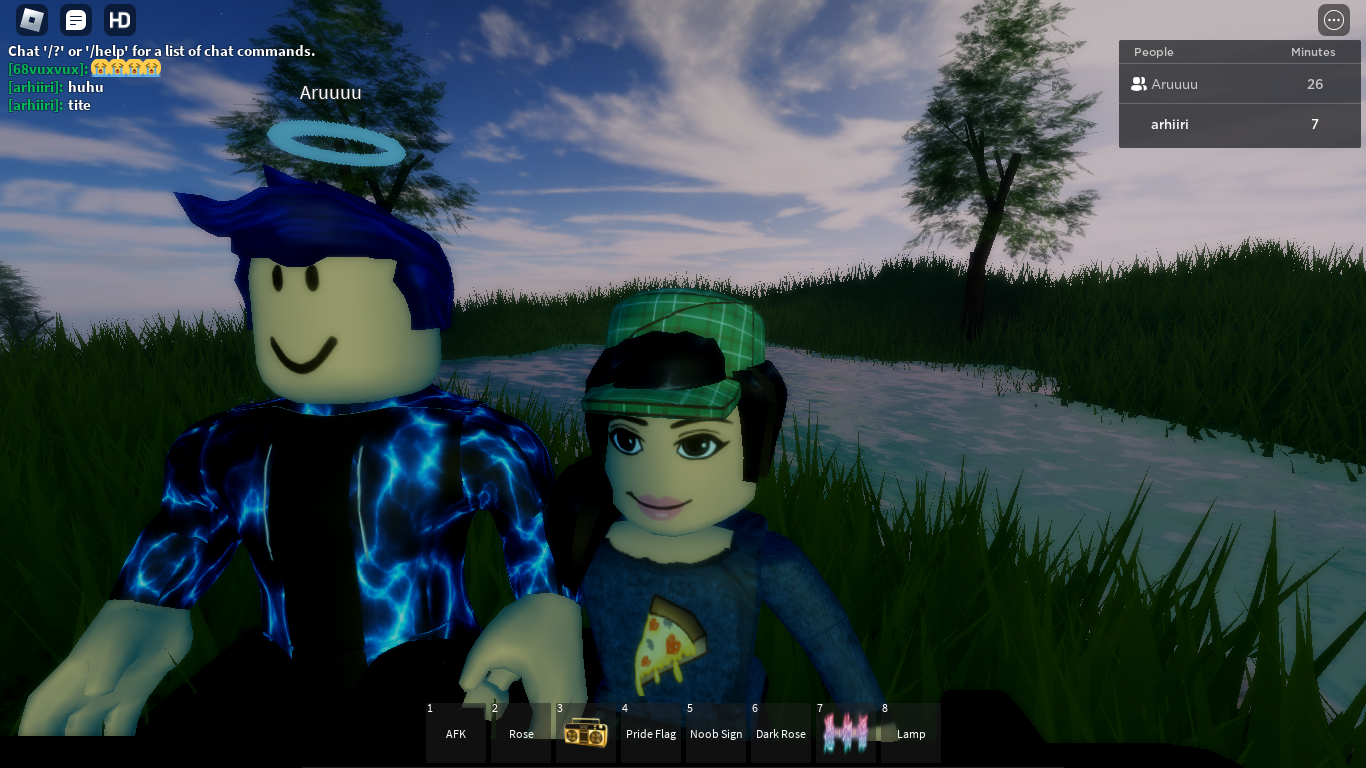 HD
Chat '/?' or '/help' for a list of chat commands.
[68vuxvux]: 😭😭😭😭
[arhiiri]: huhu
[arhiiri]: tite
Aruuuu
People Minutes
Aruuuu 26
arhiiri 7
1 2 3 4 5 6 7 8
AFK Rose Pride Flag Noob Sign Dark Rose Lamp